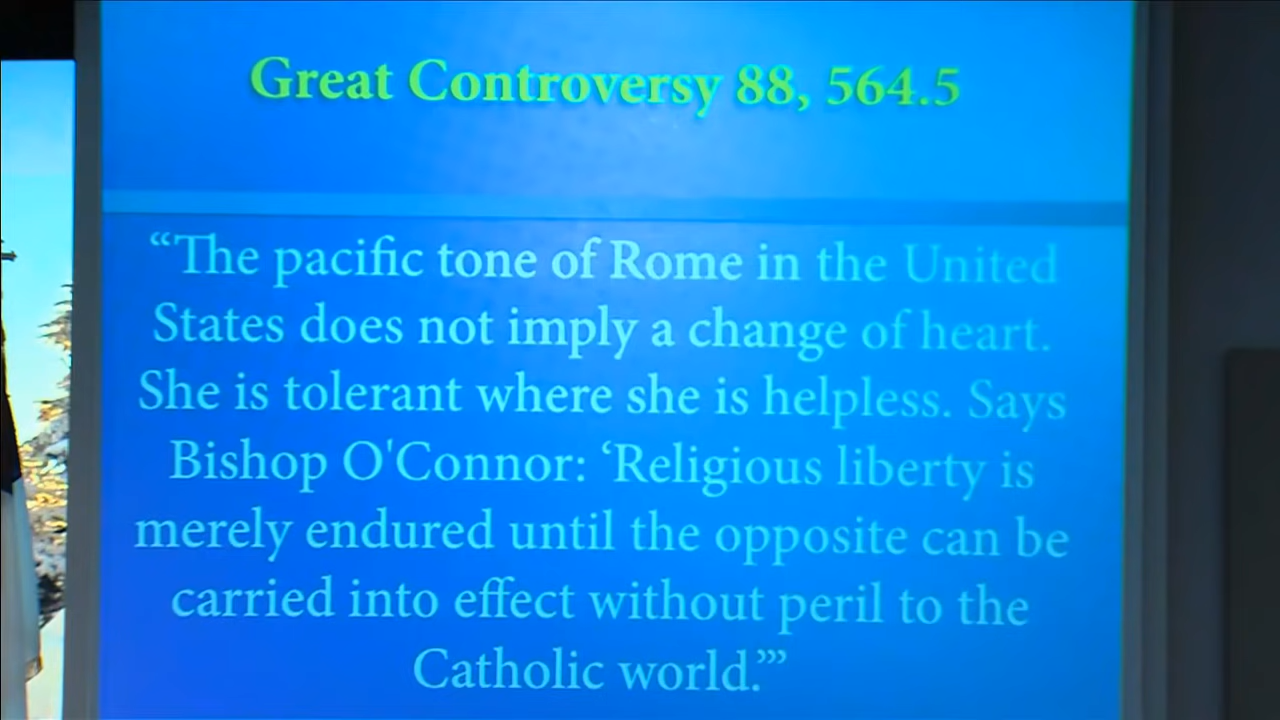 Great Controversy 88, 564.5
“The pacific tone of Rome in the United
States does not imply a change of heart.
She is tolerant where she is helpless. Says
Bishop O'Connor: ‘Religious liberty is
merely endured until the opposite can be
carried into effect without peril to the
Catholic world.’”